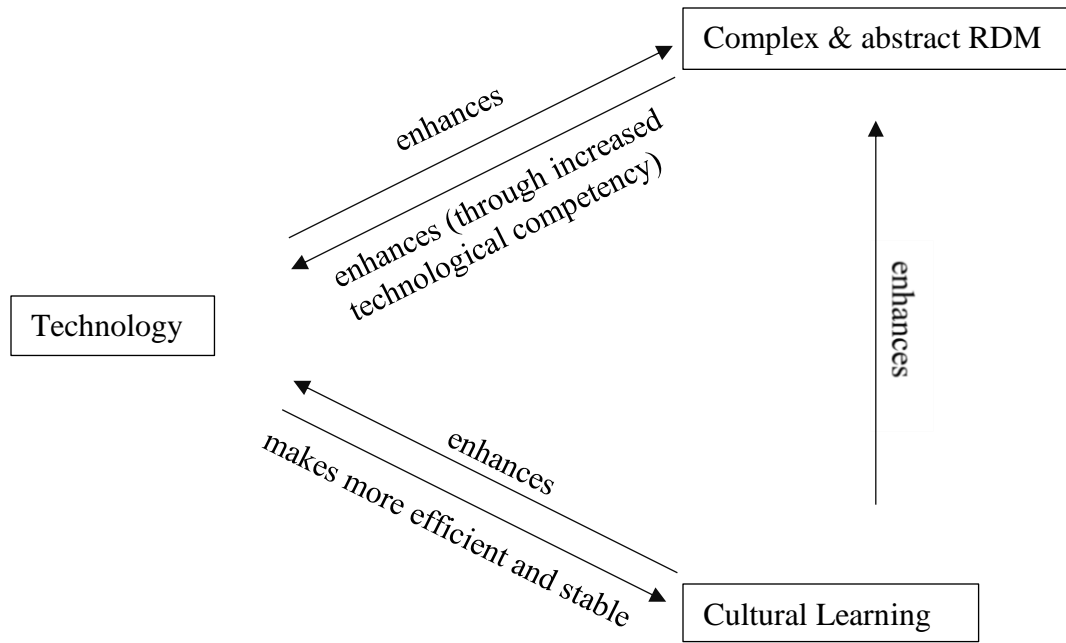 Complex & abstract RDM
enhances
enhances (through increased
technological competency)
enhances
Technology
enhances
makes more efficient and stable
Cultural Learning